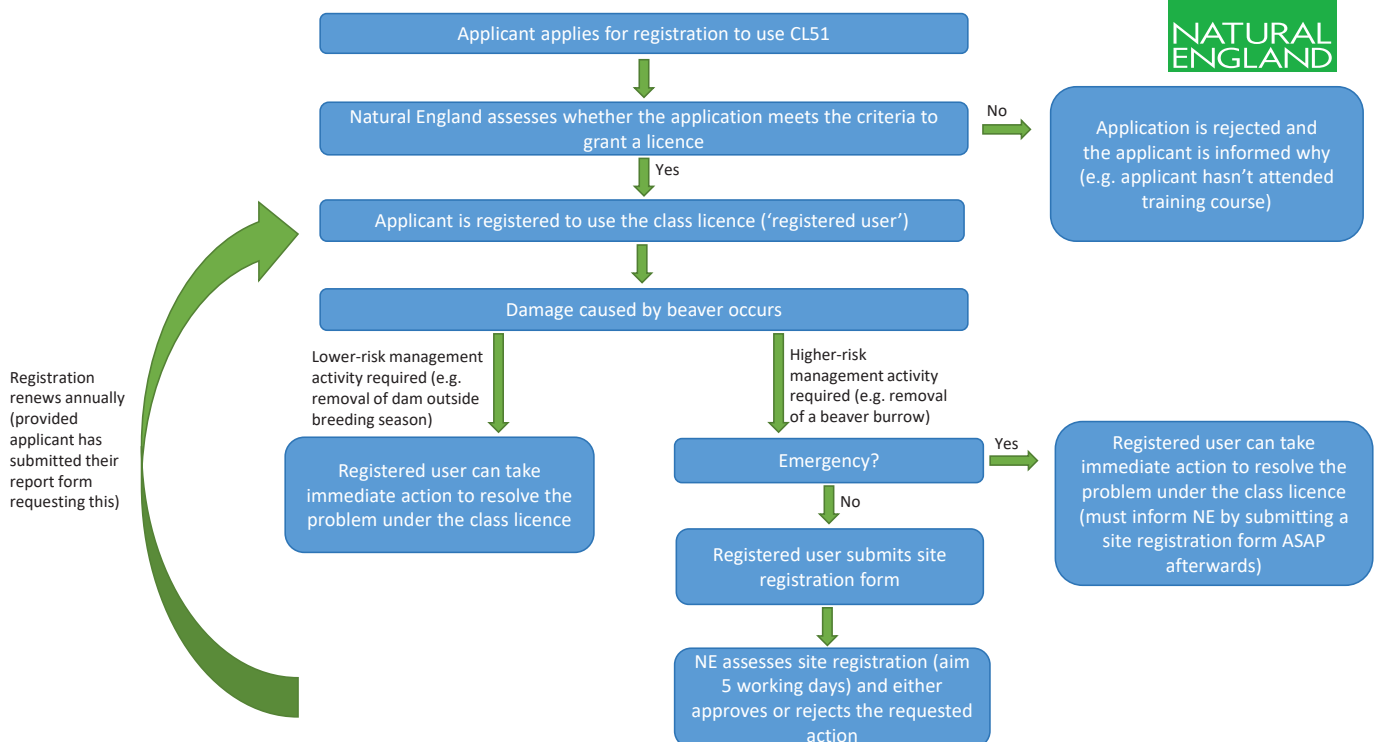 Applicant applies for registration to use CL51
NATURAL
ENGLAND
Natural England assesses whether the application meets the criteria to
grant a licence
No
Application is rejected and
the applicant is informed why
(e.g. applicant hasn’t attended
training course)
Yes
Applicant is registered to use the class licence (‘registered user’)
Damage caused by beaver occurs
Registration
renews annually
(provided
applicant has
submitted their
report form
requesting this)
Lower-risk management
activity required (e.g.
removal of dam outside
breeding season)
Higher-risk
management activity
required (e.g. removal
of a beaver burrow)
Registered user can take
immediate action to resolve the
problem under the class licence
Emergency?
Yes
Registered user can take
immediate action to resolve the
problem under the class licence
(must inform NE by submitting a
site registration form ASAP
afterwards)
No
Registered user submits site
registration form
NE assesses site registration (aim
5 working days) and either
approves or rejects the requested
action